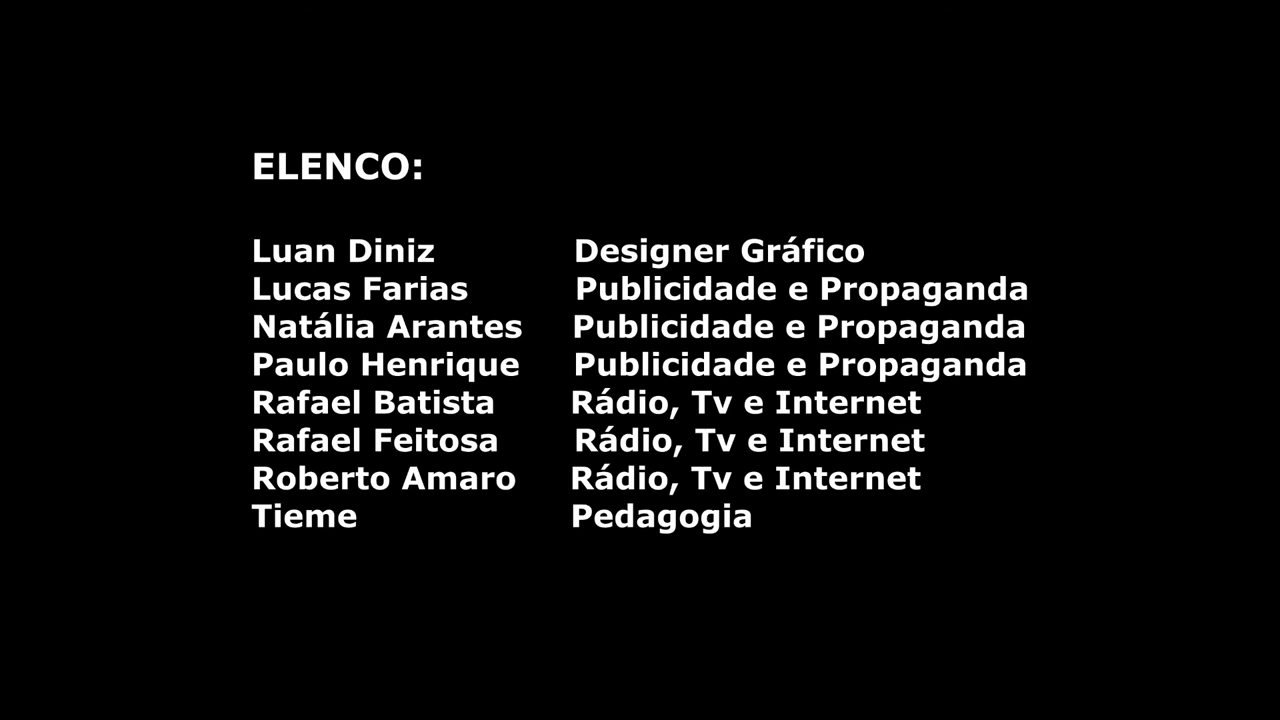 ELENCO:
Luan Diniz Designer Gráfico
Lucas Farias Publicidade e Propaganda
Natália Arantes Publicidade e Propaganda
Paulo Henrique Publicidade e Propaganda
Rafael Batista Rádio, Tv e Internet
Rafael Feitosa Rádio, Tv e Internet
Roberto Amaro Rádio, Tv e Internet
Tieme Pedagogia